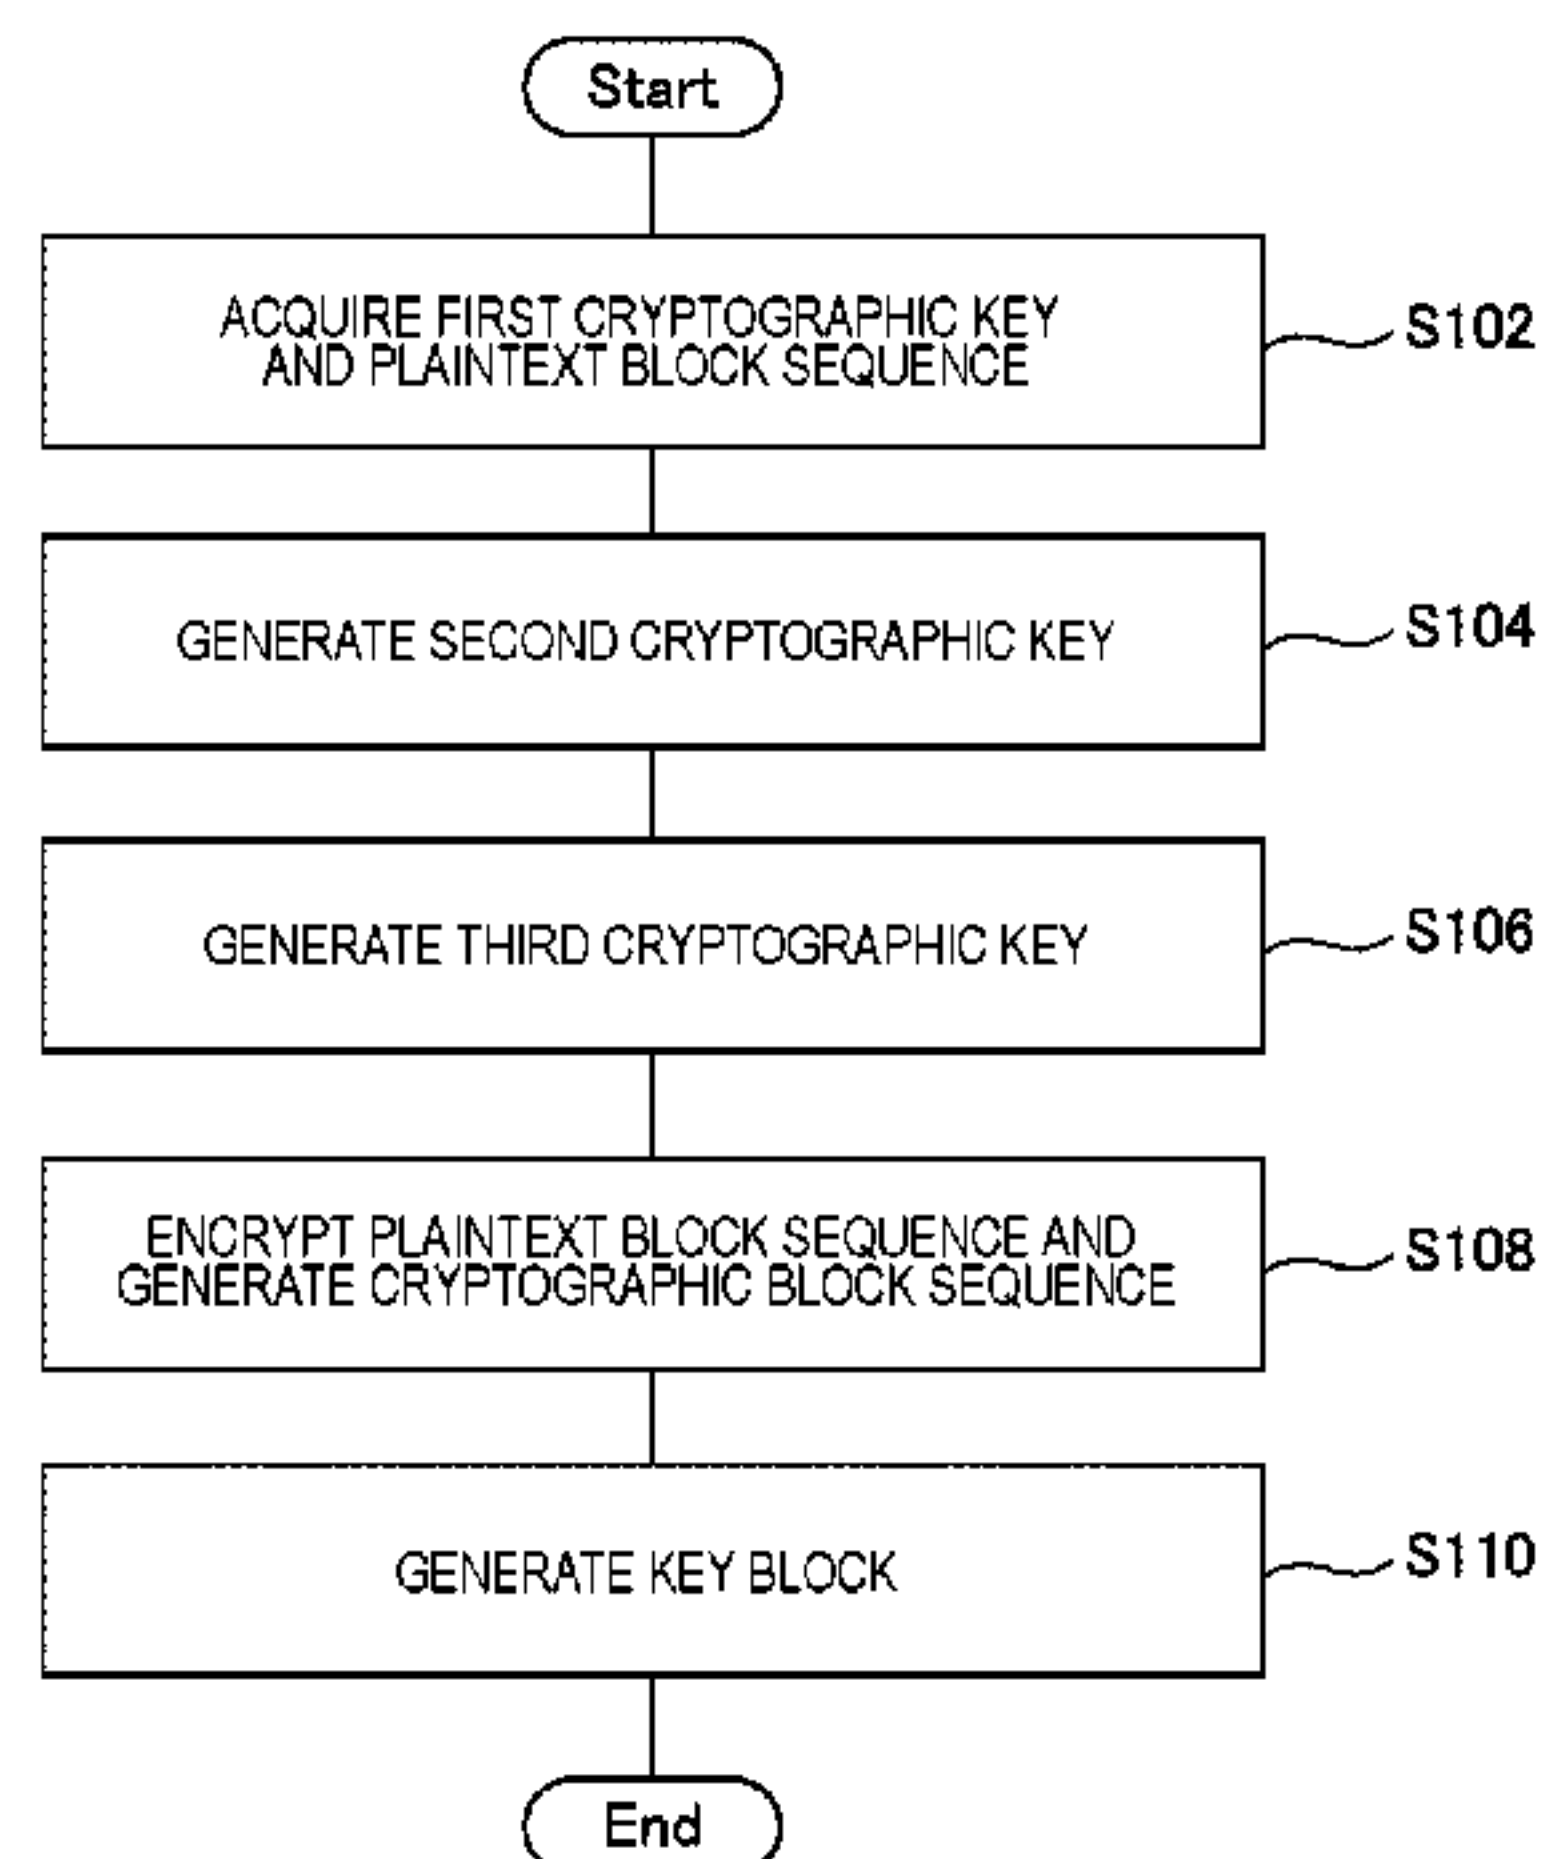 Start
ACQUIRE FIRST CRYPTOGRAPHIC KEY
AND PLAINTEXT BLOCK SEQUENCE
S102
GENERATE SECOND CRYPTOGRAPHIC KEY
S104
GENERATE THIRD CRYPTOGRAPHIC KEY
S106
ENCRYPT PLAINTEXT BLOCK SEQUENCE AND
GENERATE CRYPTOGRAPHIC BLOCK SEQUENCE
S108
GENERATE KEY BLOCK
S110
End